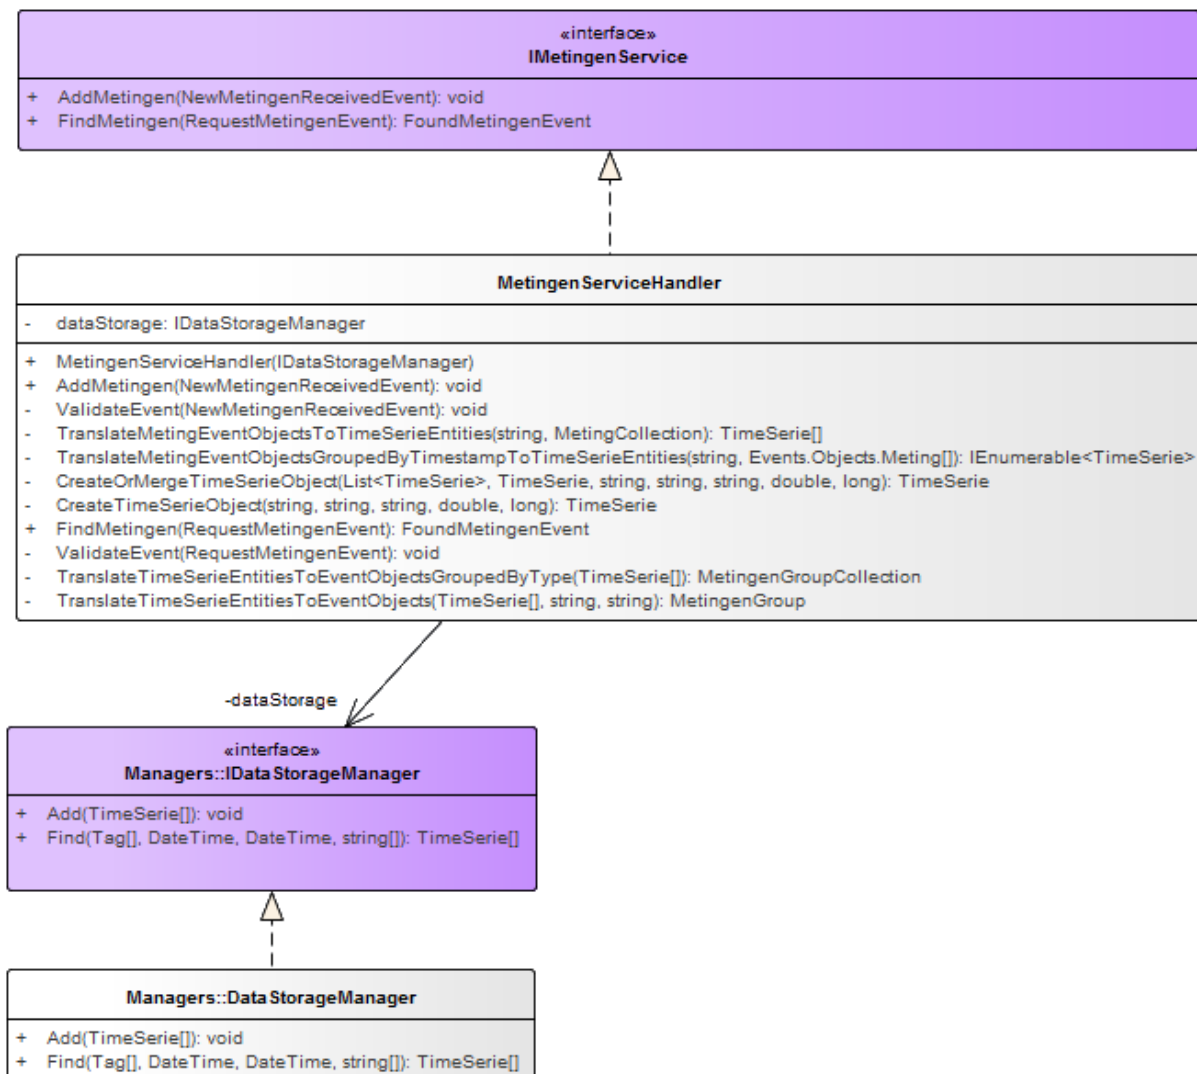 «interface»
IMetingenService
+ AddMetingen(NewMetingenReceivedEvent): void
+ FindMetingen(RequestMetingenEvent): FoundMetingenEvent
MetingenServiceHandler
- dataStorage: IDataStorageManager
+ MetingenServiceHandler(IDataStorageManager)
+ AddMetingen(NewMetingenReceivedEvent): void
- ValidateEvent(NewMetingenReceivedEvent): void
- TranslateMetingEventObjectsToTimeSerieEntities(string, MetingCollection): TimeSerie[]
- TranslateMetingEventObjectsGroupedByTimestampToTimeSerieEntities(string, Events.Objects.Meting[]): IEnumerable<TimeSerie>
- CreateOrMergeTimeSerieObject(List<TimeSerie>, TimeSerie, string, string, string, double, long): TimeSerie
- CreateTimeSerieObject(string, string, string, double, long): TimeSerie
+ FindMetingen(RequestMetingenEvent): FoundMetingenEvent
- ValidateEvent(RequestMetingenEvent): void
- TranslateTimeSerieEntitiesToEventObjectsGroupedByType(TimeSerie[]): MetingenGroupCollection
- TranslateTimeSerieEntitiesToEventObjects(TimeSerie[], string, string): MetingenGroup
-dataStorage
«interface»
Managers::IDataStorageManager
+ Add(TimeSerie[]): void
+ Find(Tag[], DateTime, DateTime, string[]): TimeSerie[]
Managers::DataStorageManager
+ Add(TimeSerie[]): void
+ Find(Tag[], DateTime, DateTime, string[]): TimeSerie[]